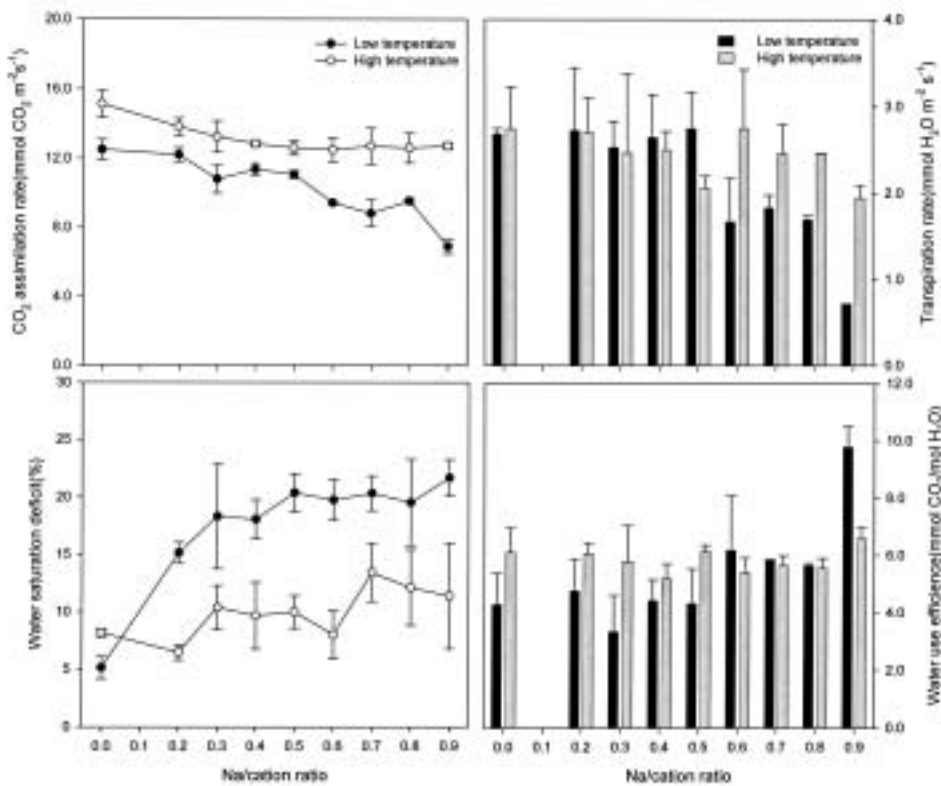 CO₂ assimilation rate(mmol CO₂ m⁻²s⁻¹)
20.0
16.0
12.0
8.0
4.0
0.0
Low temperature
High temperature
Low temperature
High temperature
4.0
3.0
2.0
1.0
0.0
Transpiration rate(mmol H₂O m⁻² s⁻¹)
Water saturation deficit(%)
30
25
20
15
10
5
0
0.0 0.1 0.2 0.3 0.4 0.5 0.6 0.7 0.8 0.9
Na/cation ratio
12.0
10.0
8.0
6.0
4.0
2.0
0.0
Water use efficience(mmol CO₂/mol H₂O)
0.0 0.1 0.2 0.3 0.4 0.5 0.6 0.7 0.8 0.9
Na/cation ratio